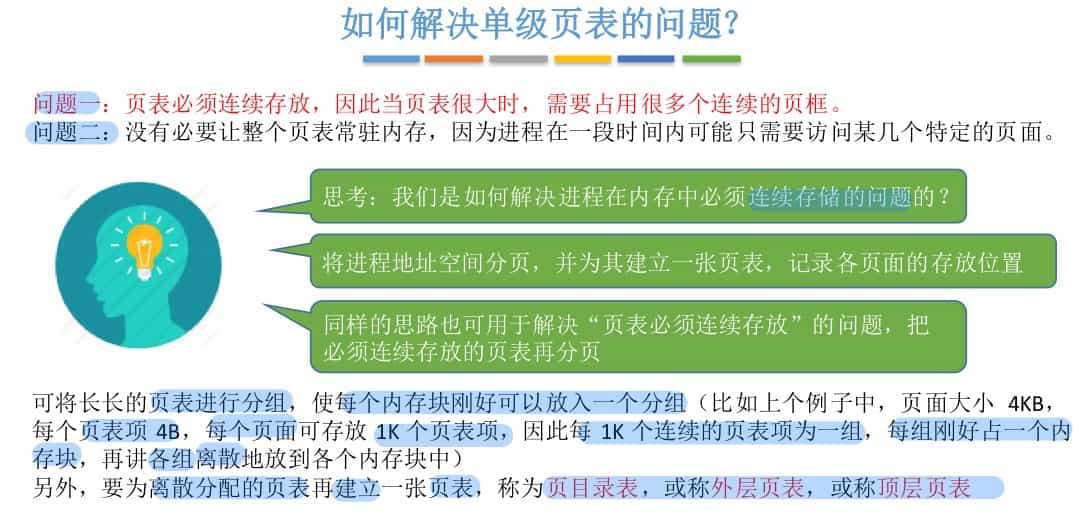 如何解决单级页表的问题？
问题一：页表必须连续存放，因此当页表很大时，需要占用很多个连续的页框。
问题二：没有必要让整个页表常驻内存，因为进程在一段时间内可能只需要访问某几个特定的页面。
思考：我们是如何解决进程在内存中必须连续存储的问题的？
将进程地址空间分页，并为其建立一张页表，记录各页面的存放位置
同样的思路也可用于解决“页表必须连续存放”的问题，把
必须连续存放的页表再分页
可将长长的页表进行分组，使每个内存块刚好可以放入一个分组（比如上个例子中，页面大小 4KB，
每个页表项 4B，每个页面可存放 1K 个页表项，因此每 1K 个连续的页表项为一组，每组刚好占一个内
存块，再讲各组离散地放到各个内存块中）
另外，要为离散分配的页表再建立一张页表，称为页目录表，或称外层页表，或称顶层页表